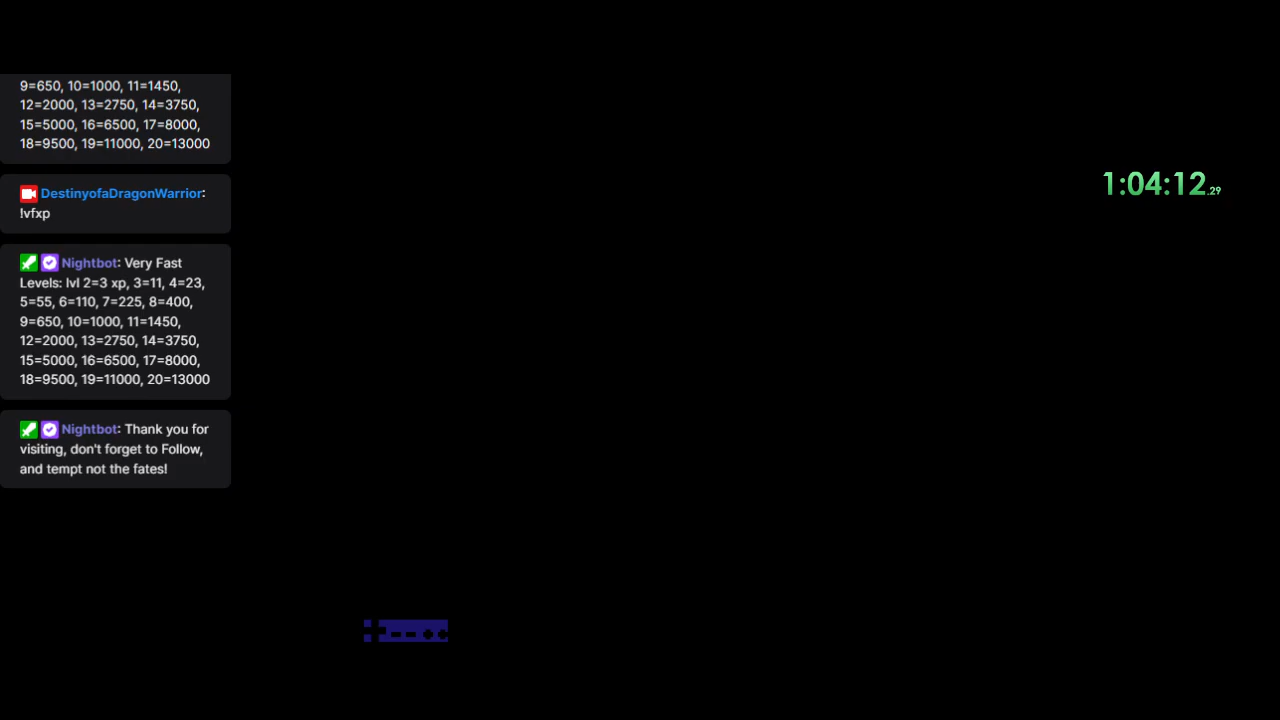 9=650, 10=1000, 11=1450,
12=2000, 13=2750, 14=3750,
15=5000, 16=6500, 17=8000,
18=9500, 19=11000, 20=13000
DestinyofaDragonWarrior:
!vfxp
Nightbot: Very Fast
Levels: lvl 2=3 xp, 3=11, 4=23,
5=55, 6=110, 7=225, 8=400,
9=650, 10=1000, 11=1450,
12=2000, 13=2750, 14=3750,
15=5000, 16=6500, 17=8000,
18=9500, 19=11000, 20=13000
Nightbot: Thank you for
visiting, don't forget to Follow,
and tempt not the fates!
1:04:12.29